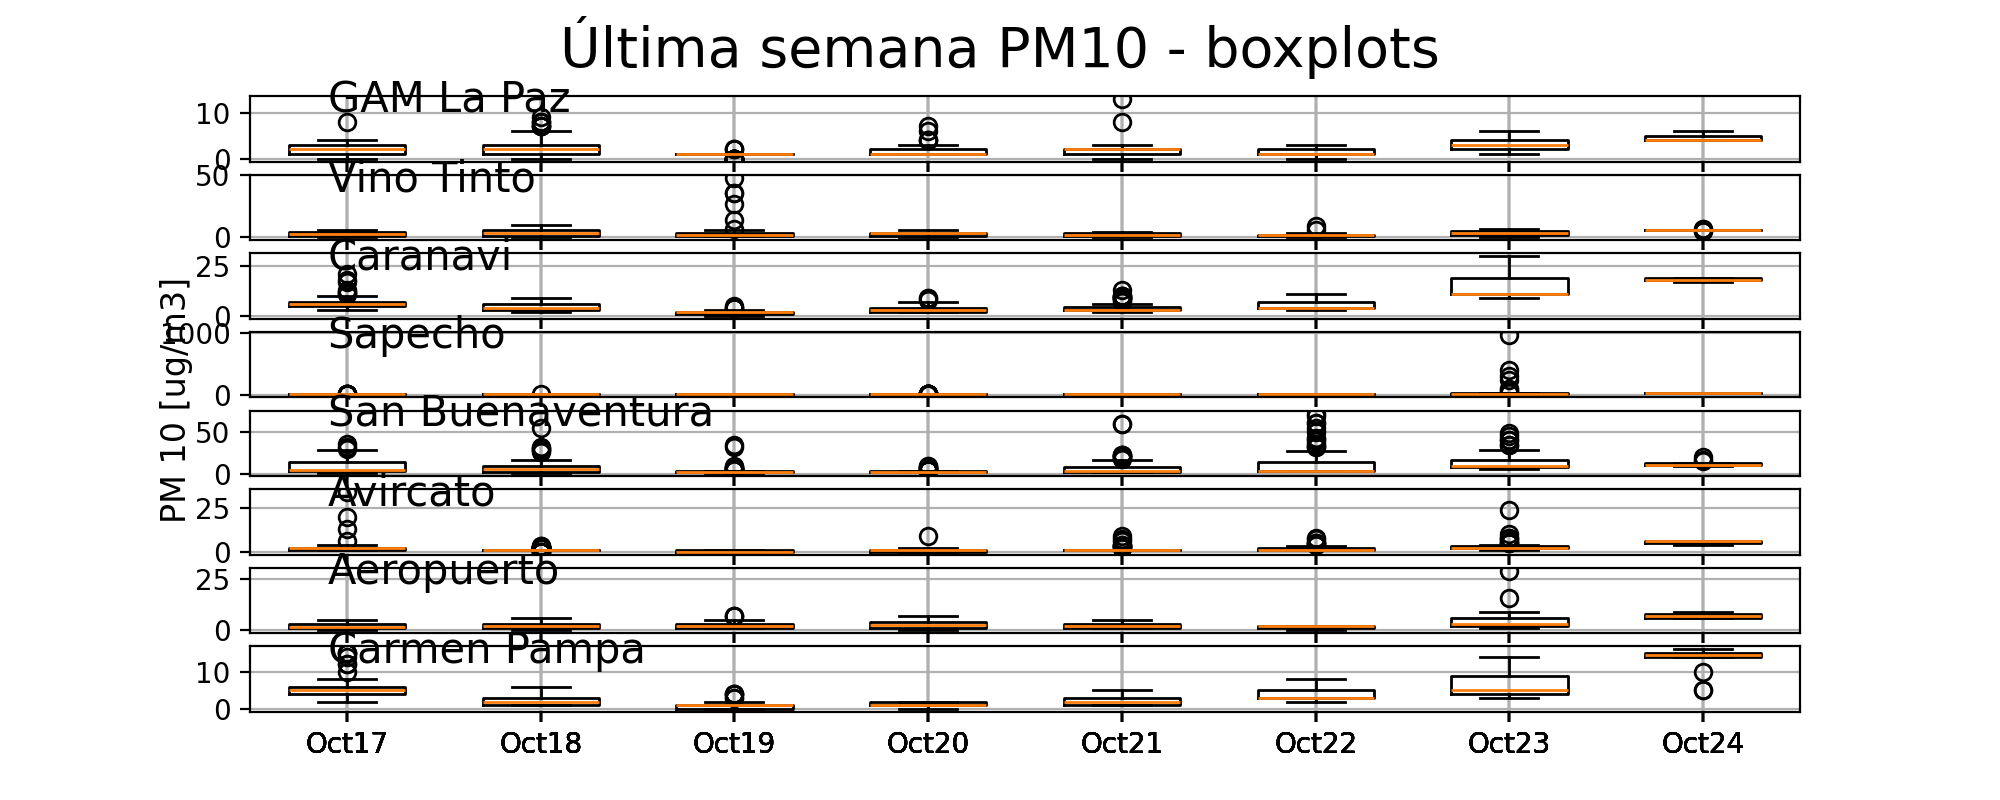 Última semana PM10 - boxplots
GAM La Paz
10
0
Vino Tinto
50
0
Caranavi
25
0
Sapecho
1000
0
San Buenaventura
50
0
Avircato
25
0
Aeropuerto
25
0
Carmen Pampa
10
0
PM 10 [ug/m3]
Oct17 Oct18 Oct19 Oct20 Oct21 Oct22 Oct23 Oct24